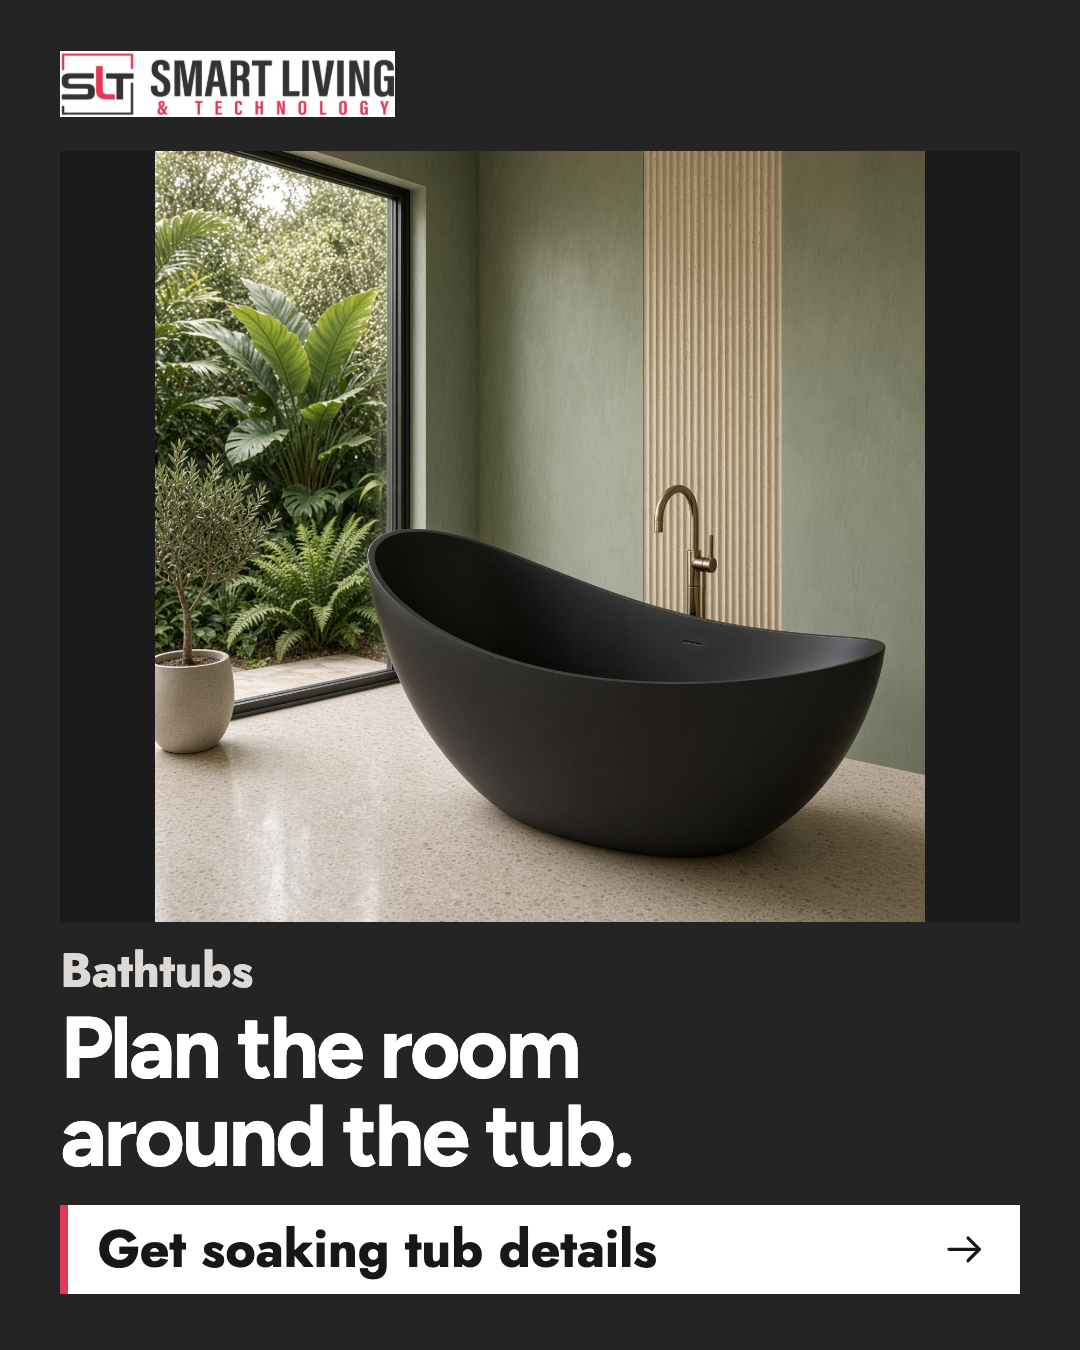 SLT SMART LIVING
& TECHNOLOGY
Bathtubs
Plan the room
around the tub.
Get soaking tub details →